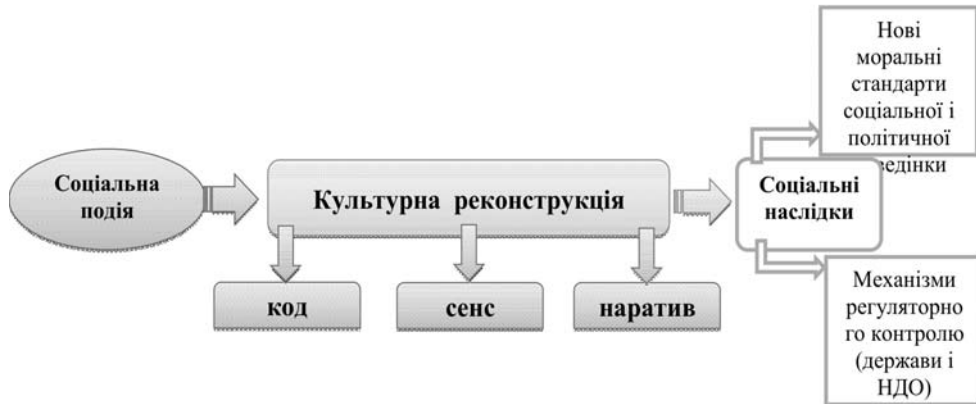 Соціальна
подія
Культурна реконструкція
код
сенс
наратив
Соціальні
наслідки
Нові
моральні
стандарти
соціальної і
політичної
ведінки
Механізми
регуляторно
го контролю
(держави і
НДО)